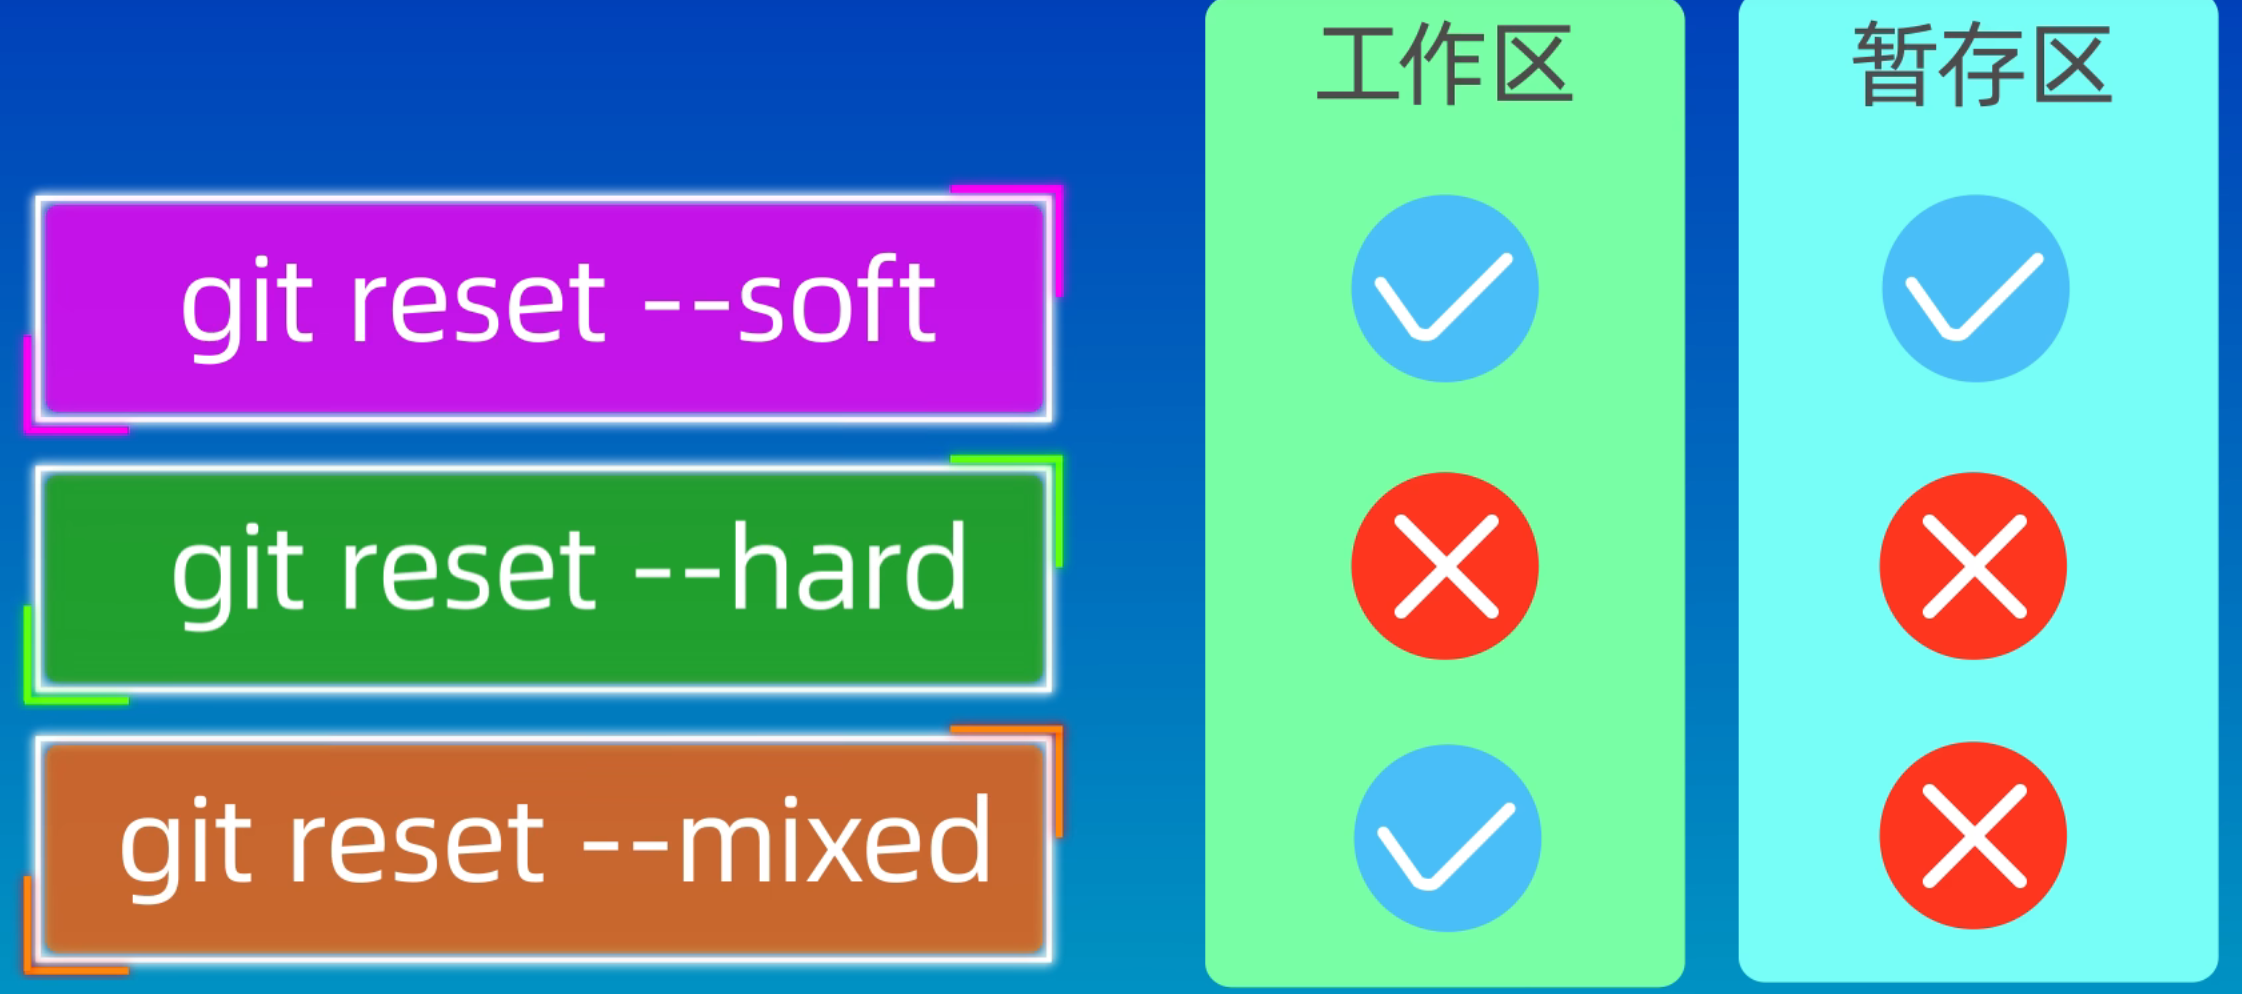 工作区
暂存区
git reset --soft
git reset --hard
git reset --mixed